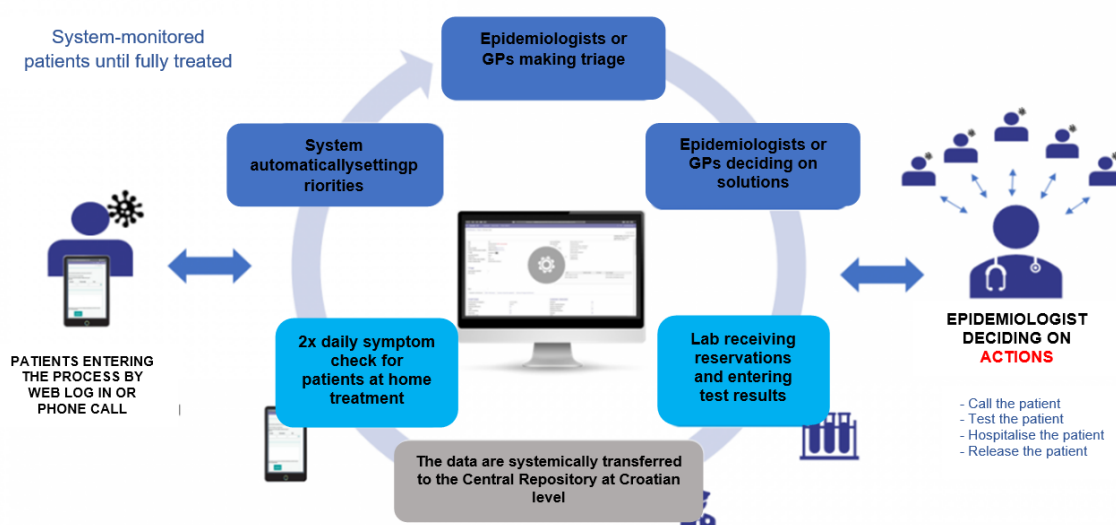 System-monitored
patients until fully treated
Epidemiologists or
GPs making triage
System
automaticallysettingp
riorities
Epidemiologists or
GPs deciding on
solutions
2x daily symptom
check for
patients at home
treatment
Lab receiving
reservations
and entering
test results
The data are systemically transferred
to the Central Repository at Croatian
level
PATIENTS ENTERING
THE PROCESS BY
WEB LOG IN OR
PHONE CALL
EPIDEMIOLOGIST
DECIDING ON
ACTIONS
- Call the patient
- Test the patient
- Hospitalise the patient
- Release the patient